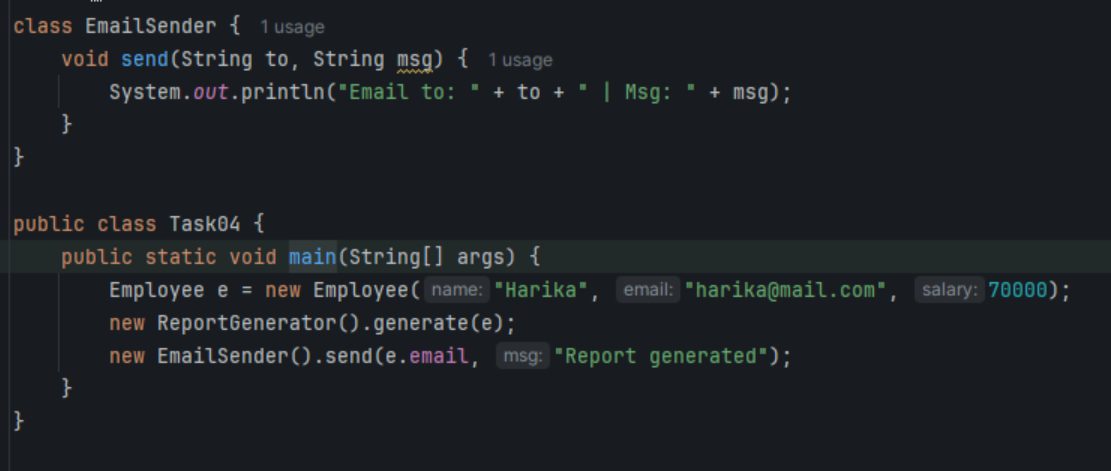 class EmailSender { 1 usage
void send(String to, String msg) { 1 usage
System.out.println("Email to: " + to + " | Msg: " + msg);
}
}
public class Task04 {
public static void main(String[] args) {
Employee e = new Employee( name: "Harika", email: "harika@mail.com", salary: 70000);
new ReportGenerator().generate(e);
new EmailSender().send(e.email, msg: "Report generated");
}
}